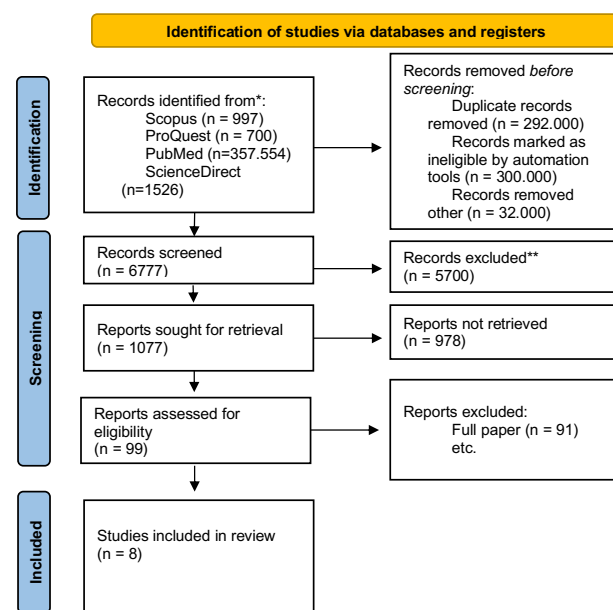 Identification of studies via databases and registers
Identification
Records identified from*:
Scopus (n = 997)
ProQuest (n = 700)
PubMed (n=357.554)
ScienceDirect
(n=1526)
Records removed before
screening:
Duplicate records
removed (n = 292.000)
Records marked as
ineligible by automation
tools (n = 300.000)
Records removed
other (n = 32.000)
Screening
Records screened
(n = 6777)
Records excluded**
(n = 5700)
Reports sought for retrieval
(n = 1077)
Reports not retrieved
(n = 978)
Reports assessed for
eligibility
(n = 99)
Reports excluded:
Full paper (n = 91)
etc.
Included
Studies included in review
(n = 8)